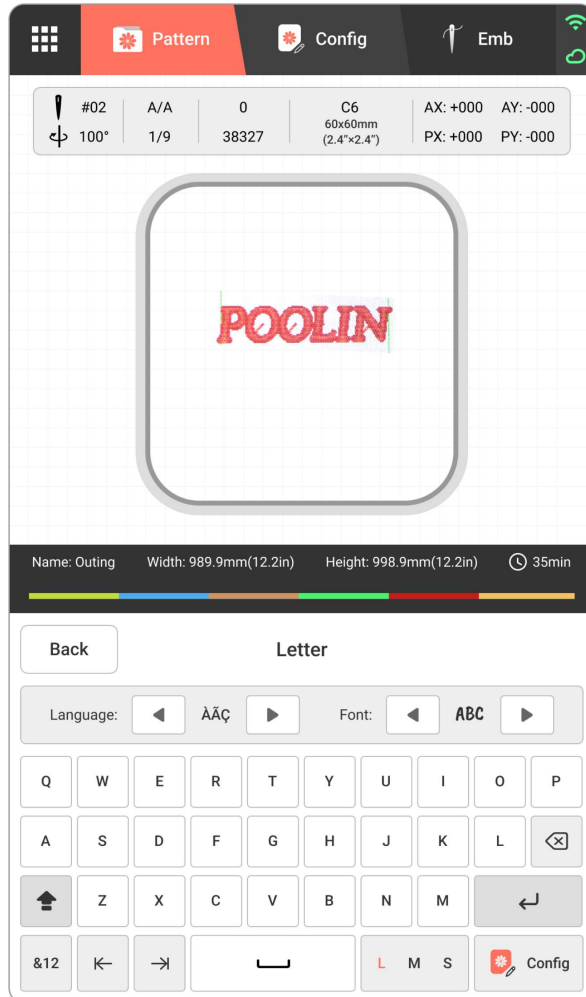 Pattern Config Emb
#02 A/A 0 C6 AX: +000 AY: -000
60x60mm
100° 1/9 38327 (2.4"×2.4") PX: +000 PY: -000
POOLIN
Name: Outing Width: 989.9mm(12.2in) Height: 998.9mm(12.2in) 35min
Back Letter
Language: ÀÃÇ Font: ABC
Q W E R T Y U I O P
A S D F G H J K L
Z X C V B N M
&12 L M S Config